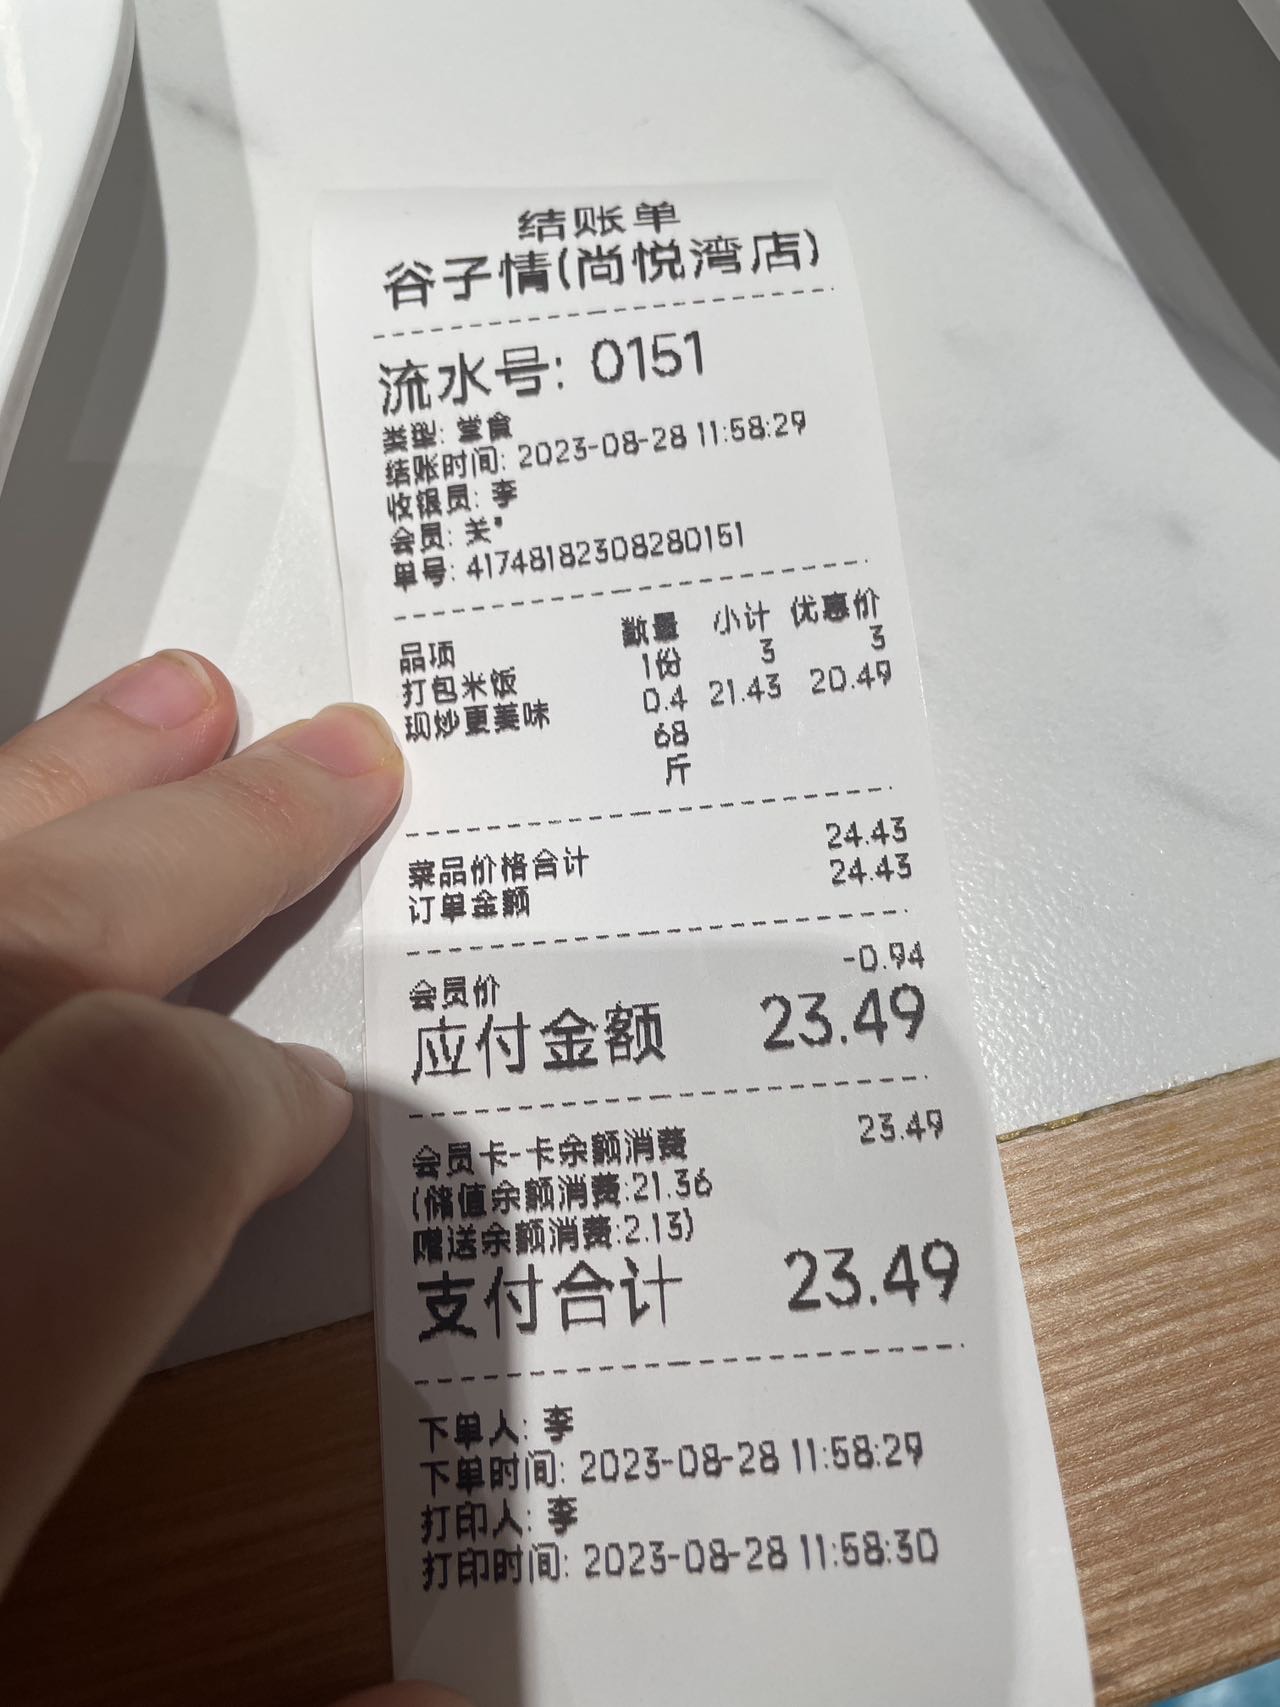 结账单
谷子情(尚悦湾店)
流水号: 0151
类型: 堂食
结账时间: 2023-08-28 11:58:29
收银员: 李
会员: 关*
单号: 41748182308280151
品项 数量 小计 优惠价
打包米饭 1份 3 3
现炒更美味 0.4 21.43 20.49
68
斤
菜品价格合计 24.43
订单金额 24.43
会员价 -0.94
应付金额 23.49
会员卡-卡余额消费 23.49
(储值余额消费:21.36
赠送余额消费:2.13)
支付合计 23.49
下单人: 李
下单时间: 2023-08-28 11:58:29
打印人: 李
打印时间: 2023-08-28 11:58:30